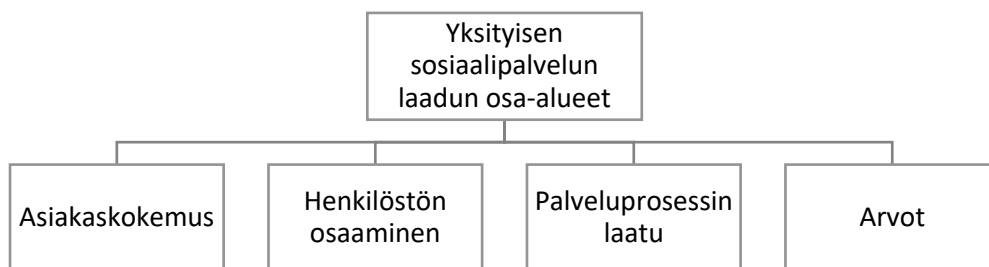 Yksityisen
sosiaalipalvelun
laadun osa-alueet
Asiakaskokemus
Henkilöstön
osaaminen
Palveluprosessin
laatu
Arvot